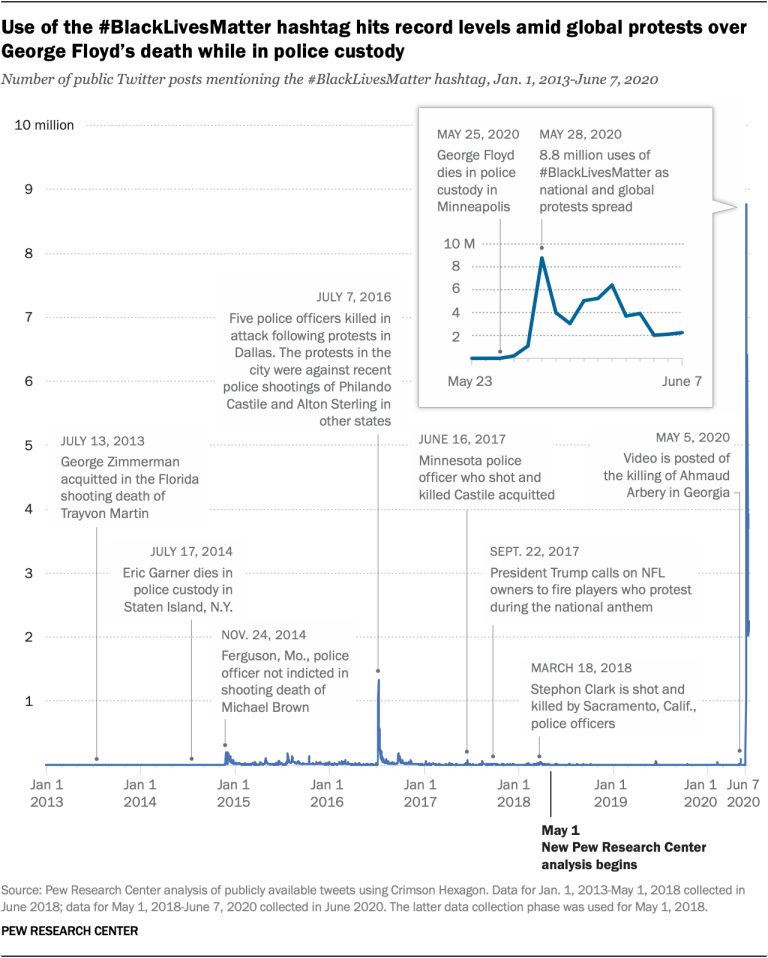 Use of the #BlackLivesMatter hashtag hits record levels amid global protests over
George Floyd's death while in police custody
Number of public Twitter posts mentioning the #BlackLivesMatter hashtag, Jan. 1, 2013-June 7, 2020
10 million
9
8
7
6
5
4
3
2
1
MAY 25, 2020
George Floyd
dies in police
custody in
Minneapolis
MAY 28, 2020
8.8 million uses of
#BlackLivesMatter as
national and global
protests spread
10 M
8
6
4
2
May 23
June 7
JULY 7, 2016
Five police officers killed in
attack following protests in
Dallas. The protests in the
city were against recent
police shootings of Philando
Castile and Alton Sterling in
other states
JULY 13, 2013
George Zimmerman
acquitted in the Florida
shooting death of
Trayvon Martin
JUNE 16, 2017
Minnesota police
officer who shot and
killed Castile acquitted
MAY 5, 2020
Video is posted of
the killing of Ahmaud
Arbery in Georgia
JULY 17, 2014
Eric Garner dies in
police custody in
Staten Island, N.Y.
SEPT. 22, 2017
President Trump calls on NFL
owners to fire players who protest
during the national anthem
NOV. 24, 2014
Ferguson, Mo., police
officer not indicted in
shooting death of
Michael Brown
MARCH 18, 2018
Stephon Clark is shot and
killed by Sacramento, Calif.,
police officers
Jan 1
2013
Jan 1
2014
Jan 1
2015
Jan 1
2016
Jan 1
2017
Jan 1
2018
Jan 1
2019
Jan 1
2020
Jun 7
2020
May 1
New Pew Research Center
analysis begins
Source: Pew Research Center analysis of publicly available tweets using Crimson Hexagon. Data for Jan. 1, 2013-May 1, 2018 collected in
June 2018; data for May 1, 2018-June 7, 2020 collected in June 2020. The latter data collection phase was used for May 1, 2018.
PEW RESEARCH CENTER